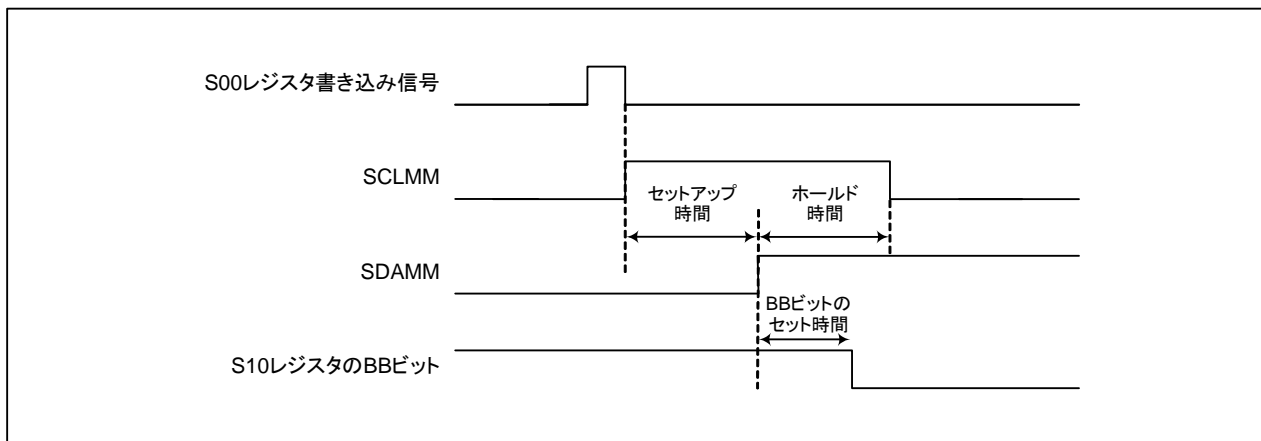 S00レジスタ書き込み信号
SCLMM
セットアップ
時間
ホールド
時間
SDAMM
BBビットの
セット時間
S10レジスタのBBビット